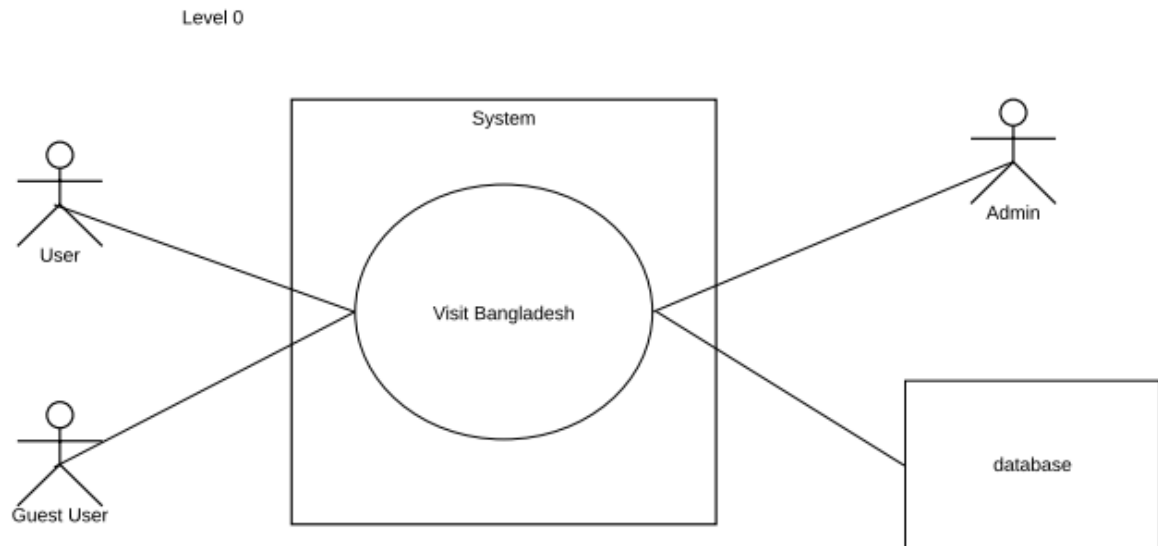 Level 0
System
User
Admin
Visit Bangladesh
database
Guest User